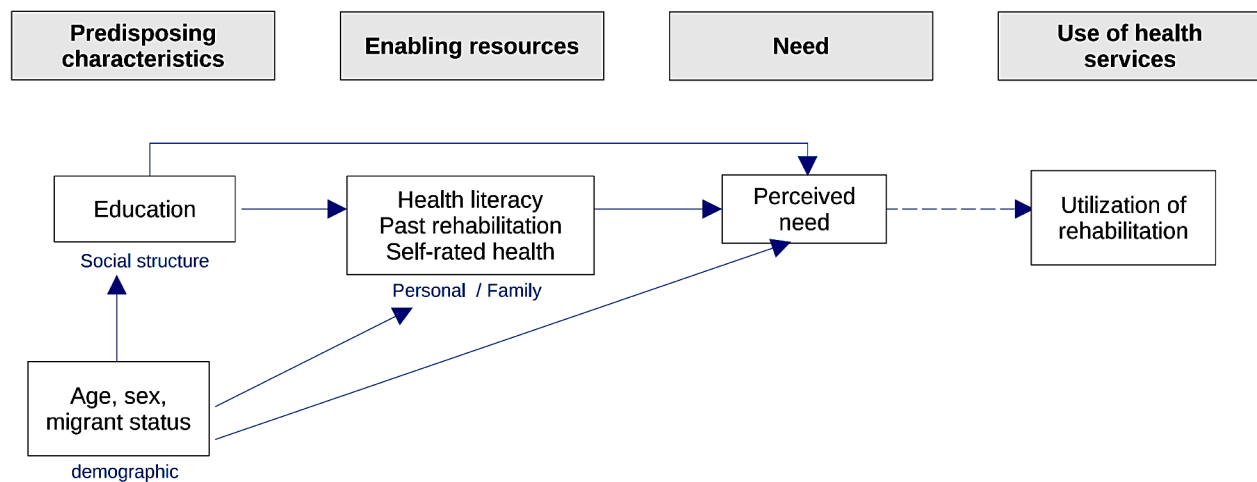 Predisposing
characteristics
Enabling resources
Need
Use of health
services
Education
Social structure
Health literacy
Past rehabilitation
Self-rated health
Personal / Family
Perceived
need
Utilization of
rehabilitation
Age, sex,
migrant status
demographic